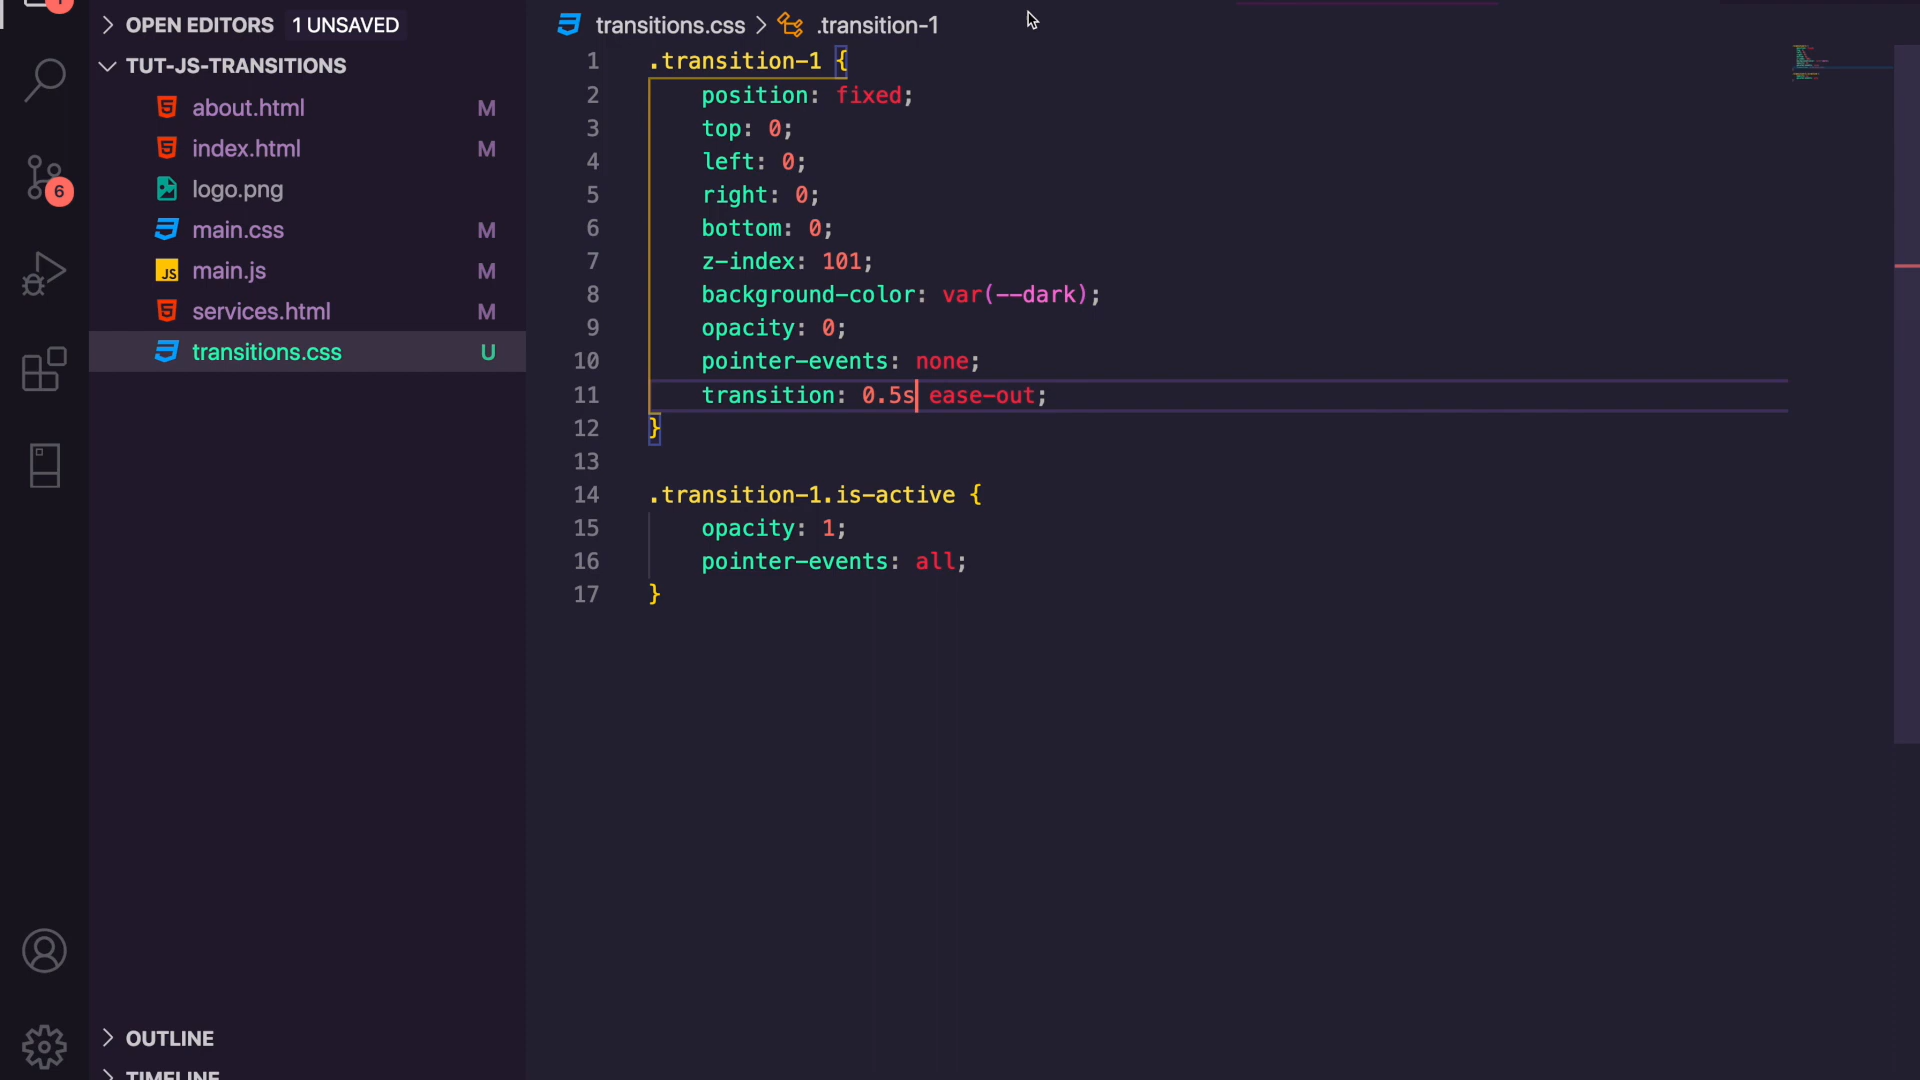 OPEN EDITORS 1 UNSAVED
TUT-JS-TRANSITIONS
about.html M
index.html M
logo.png
main.css M
JS main.js M
services.html M
transitions.css U
6
1
OUTLINE
TIMELINE
transitions.css > .transition-1
1 .transition-1 {
2 position: fixed;
3 top: 0;
4 left: 0;
5 right: 0;
6 bottom: 0;
7 z-index: 101;
8 background-color: var(--dark);
9 opacity: 0;
10 pointer-events: none;
11 transition: 0.5s ease-out;
12 }
13
14 .transition-1.is-active {
15 opacity: 1;
16 pointer-events: all;
17 }